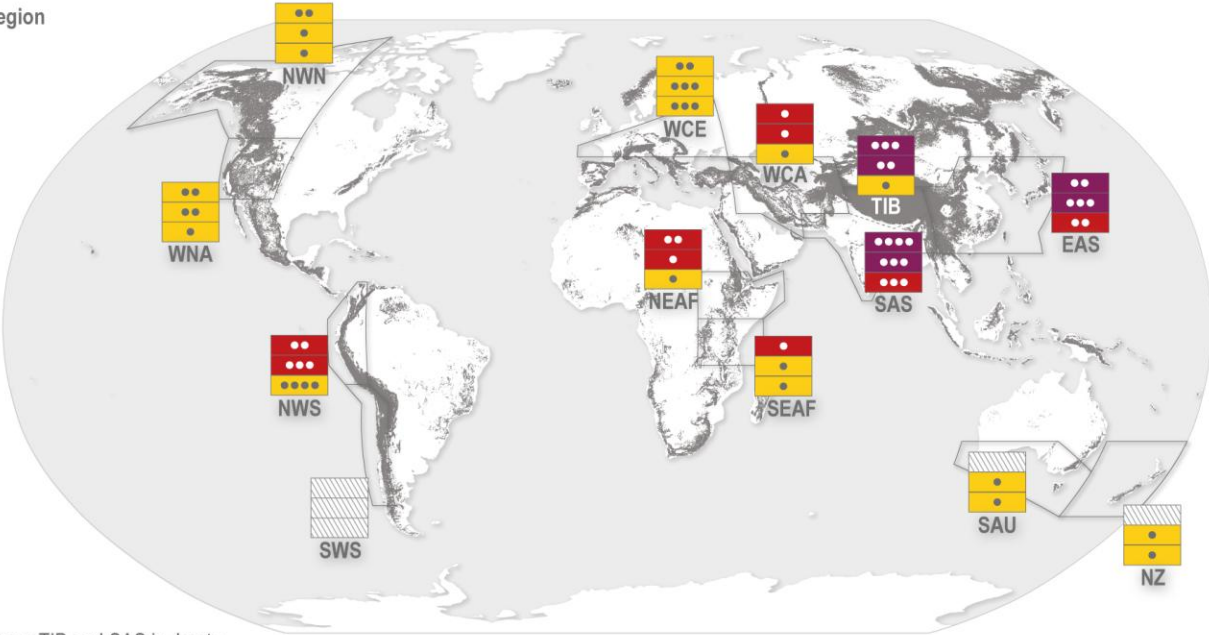 egion
NWN
WCE
WCA
TIB
WNA
EAS
NEAF
SAS
NWS
SEAF
SAU
SWS
NZ